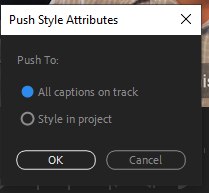 Push Style Attributes
Push To:
All captions on track
Style in project
OK
Cancel